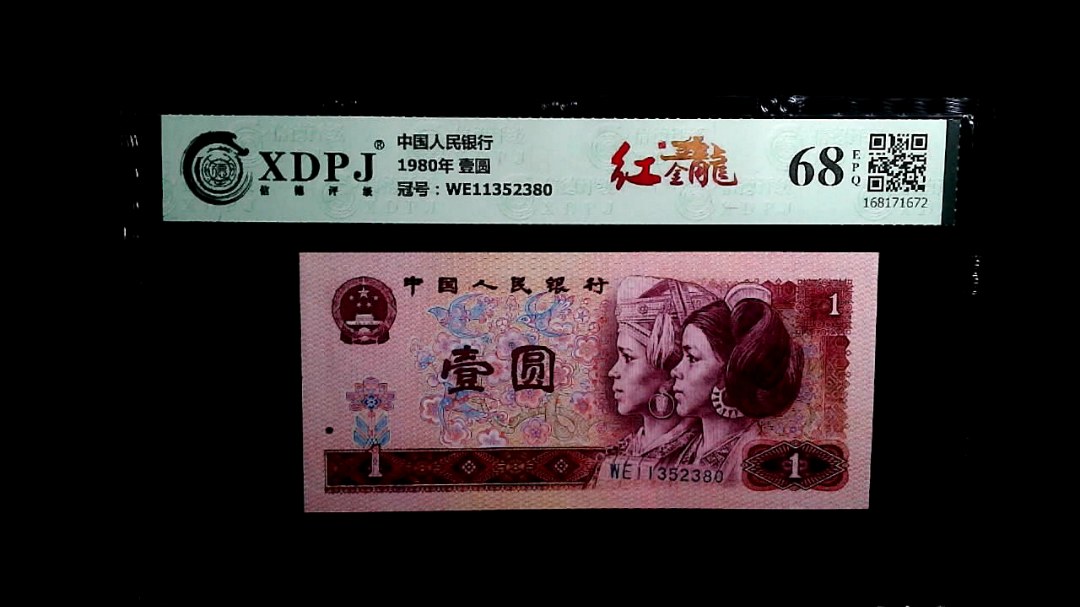 XDPJ®
信德评级
中国人民银行
1980年 壹圆
冠号：WE11352380
红金龍
68
EPQ
168171672
中国人民银行
1
壹圆
1
WE11352380
1